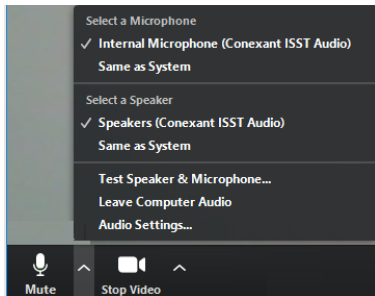 Select a Microphone
Internal Microphone (Conexant ISST Audio)
Same as System
Select a Speaker
Speakers (Conexant ISST Audio)
Same as System
Test Speaker & Microphone...
Leave Computer Audio
Audio Settings...
Mute
Stop Video